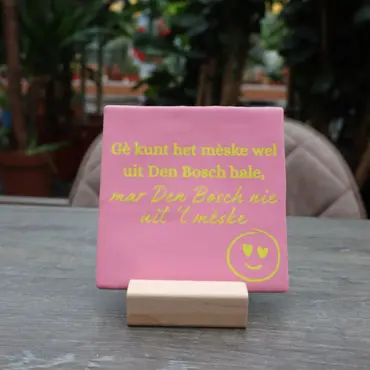 Gè kunt het mèske wel
uit Den Bosch hale,
mar Den Bosch nie
uit 't mèske